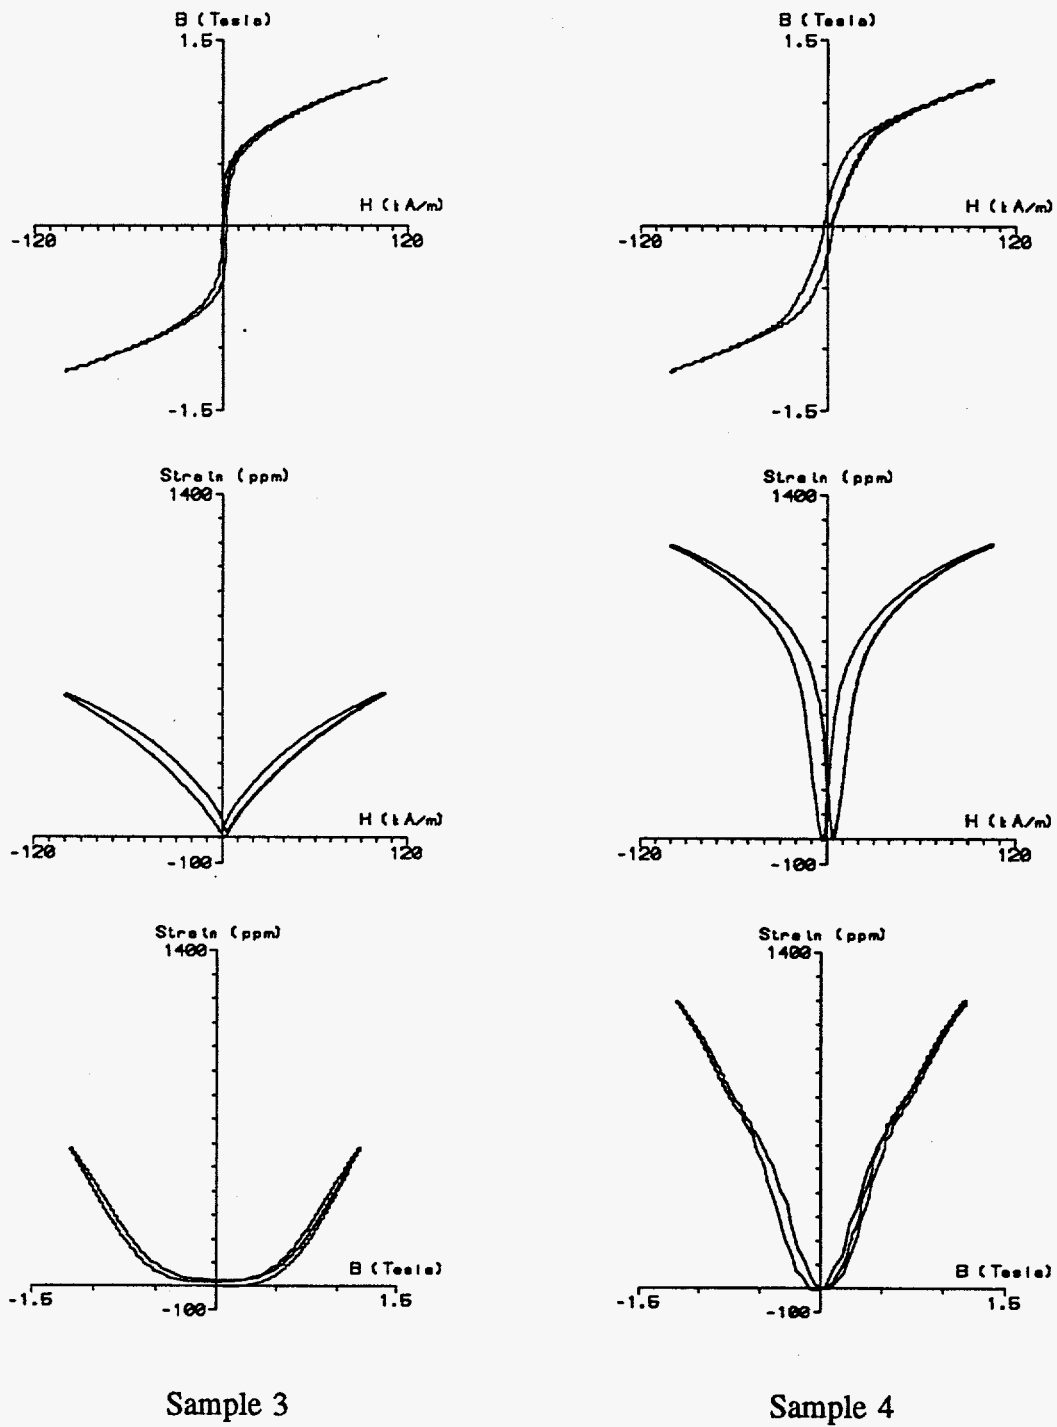 B (Tesla)
1.5
H (kA/m)
-120
120
-1.5
B (Tesla)
1.5
H (kA/m)
-120
120
-1.5
Strain (ppm)
1400
H (kA/m)
-120
120
-100
Strain (ppm)
1400
H (kA/m)
-120
120
-100
Strain (ppm)
1400
B (Tesla)
-1.5
1.5
-100
Strain (ppm)
1400
B (Tesla)
-1.5
1.5
-100
Sample 3
Sample 4